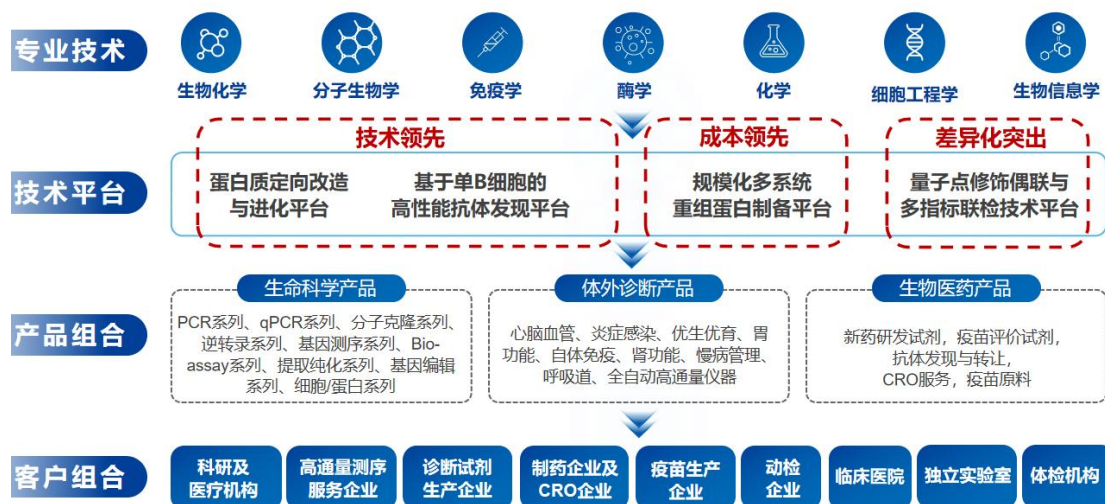 专业技术
生物化学
分子生物学
免疫学
酶学
化学
细胞工程学
生物信息学
技术领先
成本领先
差异化突出
技术平台
蛋白质定向改造
与进化平台
基于单B细胞的
高性能抗体发现平台
规模化多系统
重组蛋白制备平台
量子点修饰偶联与
多指标联检技术平台
产品组合
生命科学产品
PCR系列、qPCR系列、分子克隆系列、
逆转录系列、基因测序系列、Bio-
assay系列、提取纯化系列、基因编辑
系列、细胞/蛋白系列
体外诊断产品
心脑血管、炎症感染、优生优育、胃
功能、自体免疫、肾功能、慢病管理、
呼吸道、全自动高通量仪器
生物医药产品
新药研发试剂，疫苗评价试剂，
抗体发现与转让，
CRO服务，疫苗原料
客户组合
科研及
医疗机构
高通量测序
服务企业
诊断试剂
生产企业
制药企业及
CRO企业
疫苗生产
企业
动检
企业
临床医院
独立实验室
体检机构